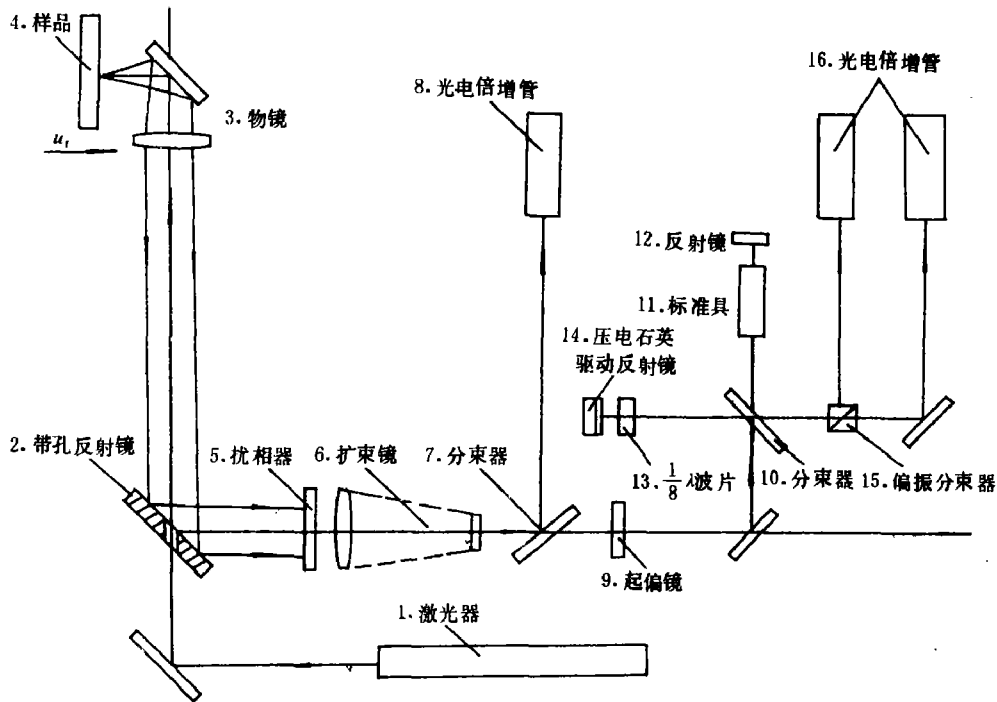 4.样品
16.光电倍增管
8.光电倍增管
3.物镜
u_r
12.反射镜
11.标准具
14.压电石英
驱动反射镜
2.带孔反射镜
5.扰相器
6.扩束镜
7.分束器
13.1/8λ波片
10.分束器
15.偏振分束器
9.起偏镜
1.激光器